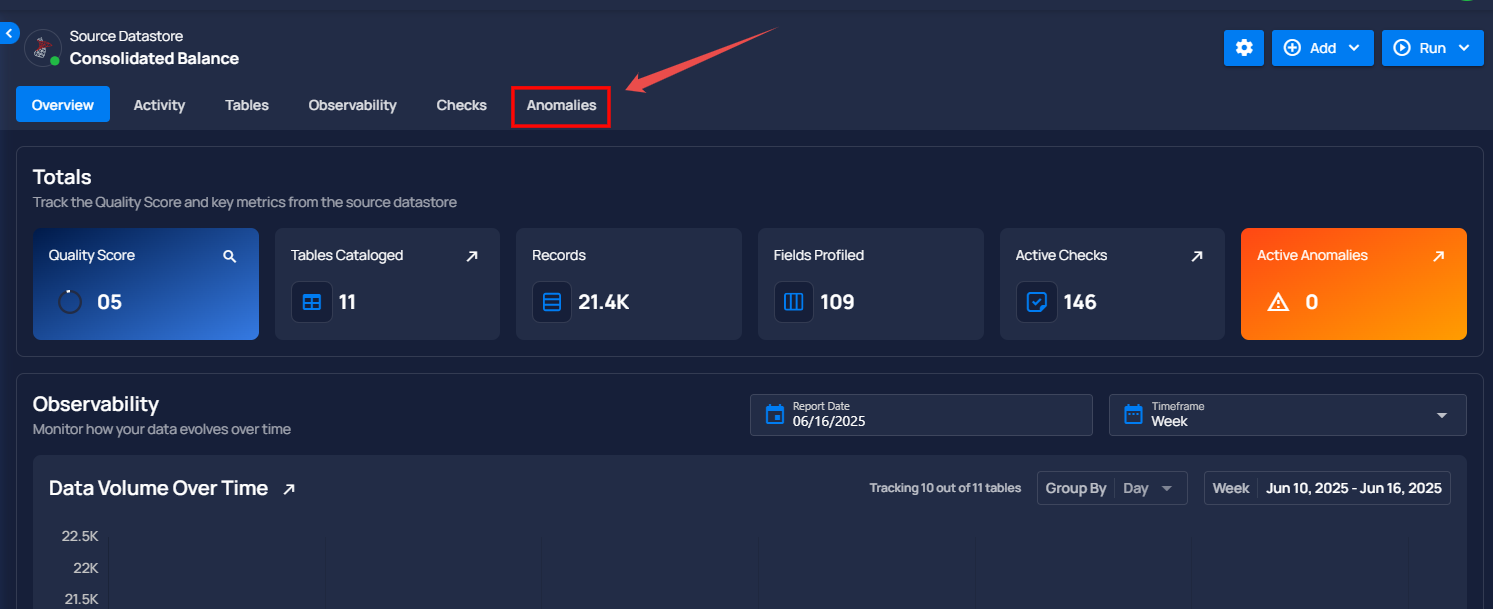 Source Datastore
Consolidated Balance
Add
Run
Overview
Activity
Tables
Observability
Checks
Anomalies
Totals
Track the Quality Score and key metrics from the source datastore
Quality Score
05
Tables Cataloged
11
Records
21.4K
Fields Profiled
109
Active Checks
146
Active Anomalies
0
Observability
Monitor how your data evolves over time
Report Date
06/16/2025
Timeframe
Week
Data Volume Over Time
Tracking 10 out of 11 tables
Group By Day
Week Jun 10, 2025 - Jun 16, 2025
22.5K
22K
21.5K